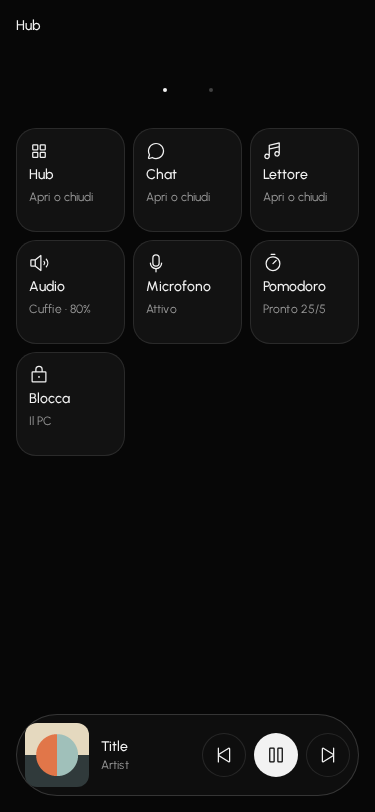 Hub
Hub
Apri o chiudi
Chat
Apri o chiudi
Lettore
Apri o chiudi
Audio
Cuffie · 80%
Microfono
Attivo
Pomodoro
Pronto 25/5
Blocca
Il PC
Title
Artist